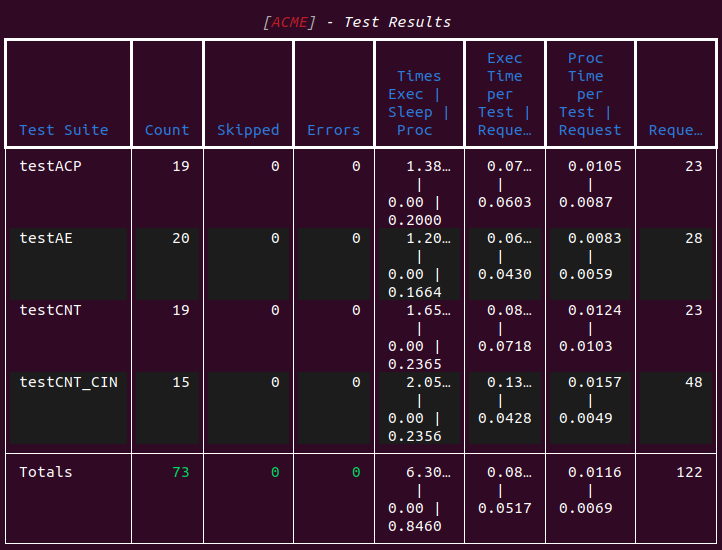 [ACME] - Test Results
Exec Proc
Times Time Time
Exec | per per
Sleep | Test | Test |
Test Suite Count Skipped Errors Proc Reque… Request Reque…
testACP 19 0 0 1.38… 0.07… 0.0105 23
| | |
0.00 | 0.0603 0.0087
0.2000
testAE 20 0 0 1.20… 0.06… 0.0083 28
| | |
0.00 | 0.0430 0.0059
0.1664
testCNT 19 0 0 1.65… 0.08… 0.0124 23
| | |
0.00 | 0.0718 0.0103
0.2365
testCNT_CIN 15 0 0 2.05… 0.13… 0.0157 48
| | |
0.00 | 0.0428 0.0049
0.2356
Totals 73 0 0 6.30… 0.08… 0.0116 122
| | |
0.00 | 0.0517 0.0069
0.8460